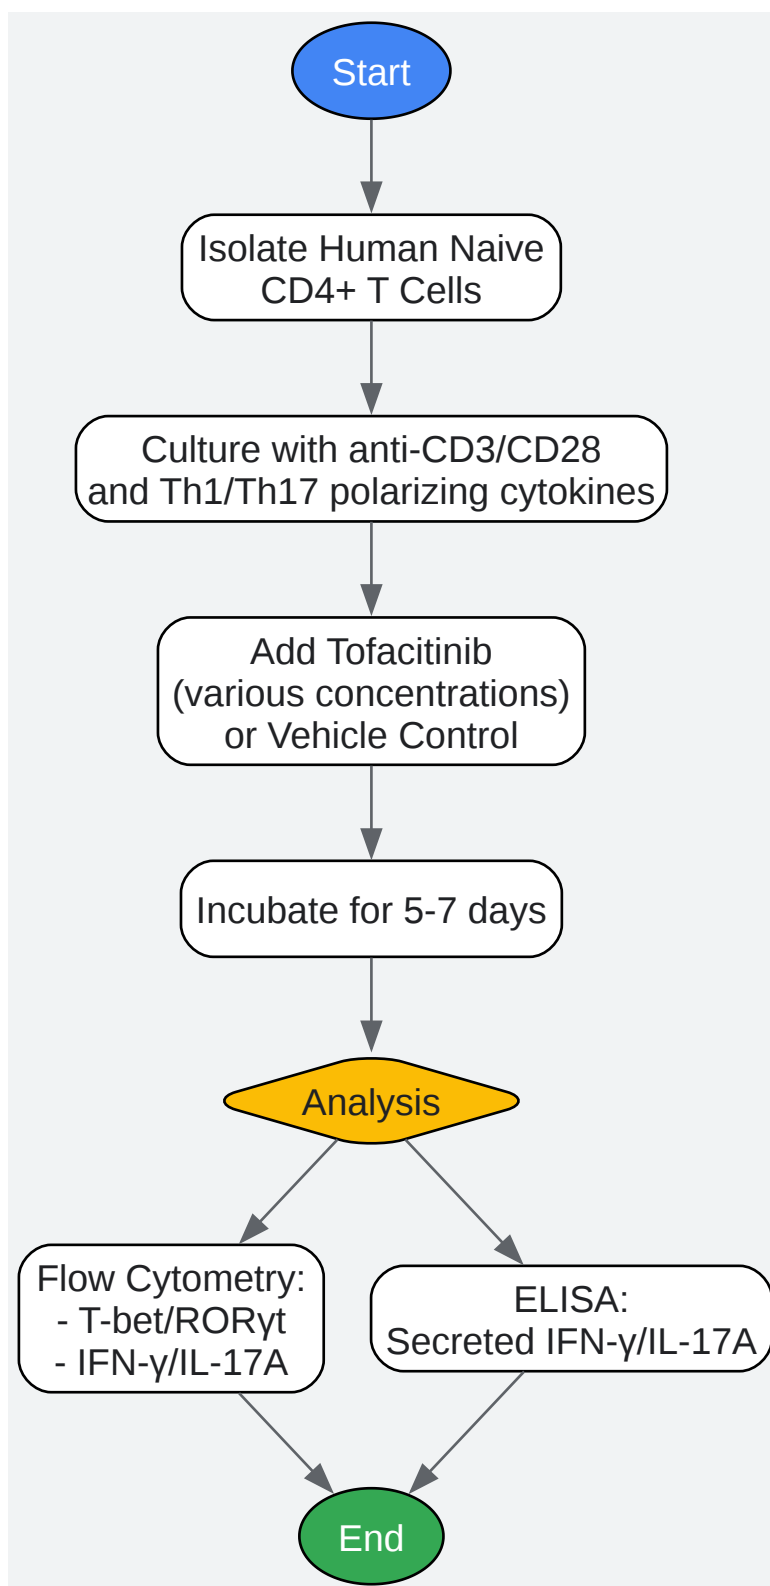 Start
Isolate Human Naive
CD4+ T Cells
Culture with anti-CD3/CD28
and Th1/Th17 polarizing cytokines
Add Tofacitinib
(various concentrations)
or Vehicle Control
Incubate for 5-7 days
Analysis
Flow Cytometry:
- T-bet/RORγt
- IFN-γ/IL-17A
ELISA:
Secreted IFN-γ/IL-17A
End